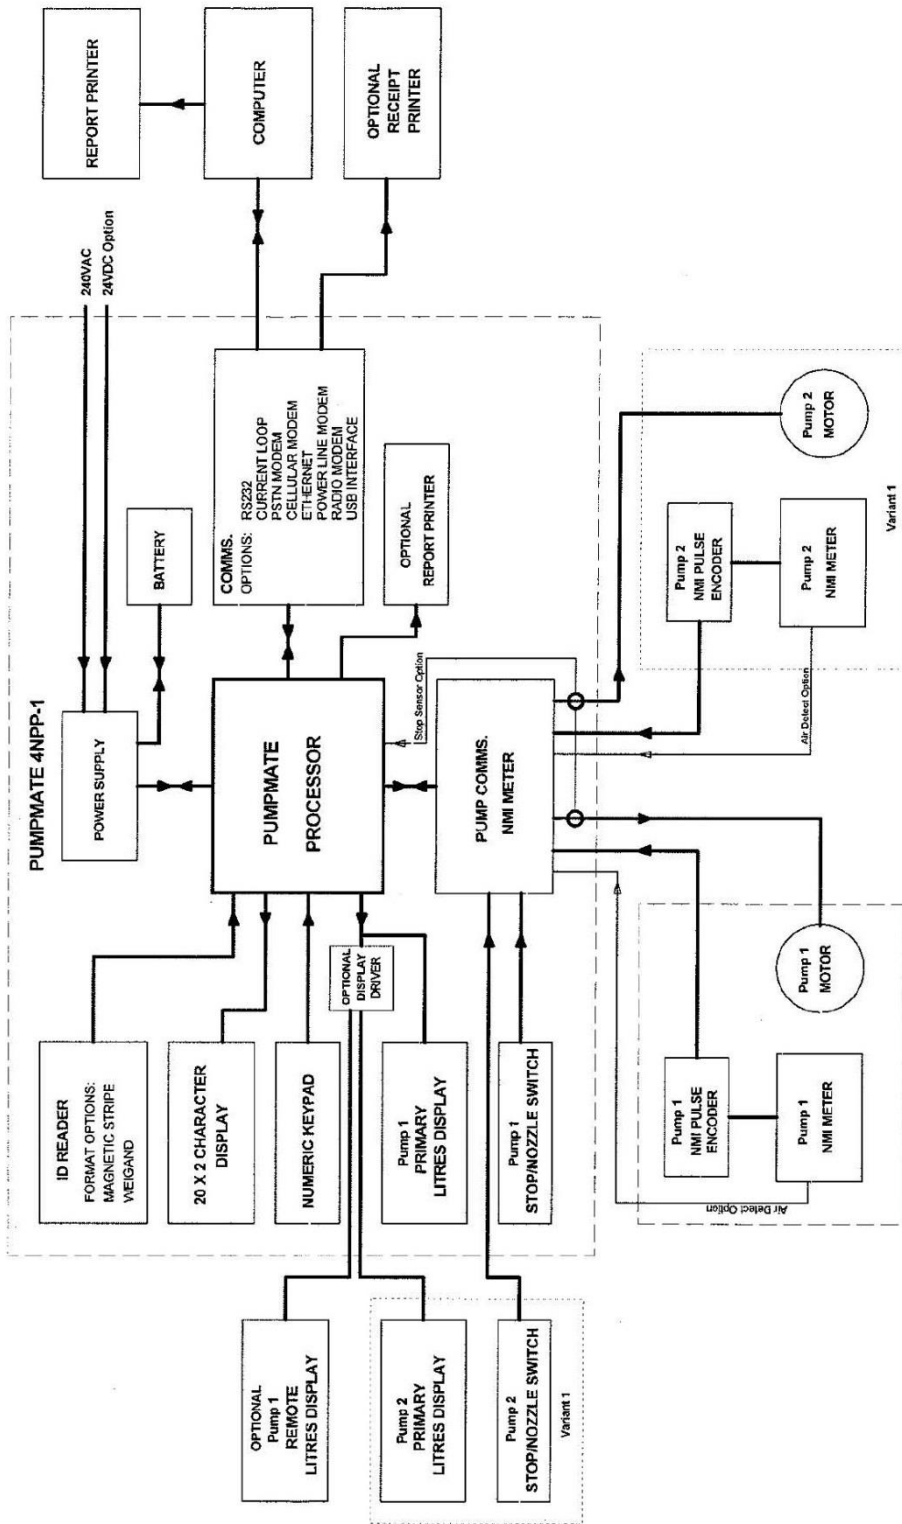 REPORT PRINTER
COMPUTER
OPTIONAL
RECEIPT
PRINTER
240VAC
24VDC Option
PUMPMATE 4NPP-1
POWER SUPPLY
BATTERY
COMMS.
OPTIONS:
RS232
CURRENT LOOP
PSTN MODEM
CELLULAR MODEM
ETHERNET
POWER LINE MODEM
RADIO MODEM
USB INTERFACE
OPTIONAL
REPORT PRINTER
PUMPMATE
PROCESSOR
Stop Sensor Option
PUMP COMMS.
NMI METER
ID READER
FORMAT OPTIONS:
MAGNETIC STRIPE
WEIGAND
20 X 2 CHARACTER
DISPLAY
NUMERIC KEYPAD
OPTIONAL
DISPLAY
DRIVER
Pump 1
PRIMARY
LITRES DISPLAY
Pump 1
STOP/NOZZLE SWITCH
OPTIONAL
Pump 1
REMOTE
LITRES DISPLAY
Pump 2
PRIMARY
LITRES DISPLAY
Pump 2
STOP/NOZZLE SWITCH
Variant 1
Pump 2
MOTOR
Pump 2
NMI PULSE
ENCODER
Pump 2
NMI METER
Variant 1
Air Detect Option
Pump 1
MOTOR
Pump 1
NMI PULSE
ENCODER
Pump 1
NMI METER
Air Detect Option